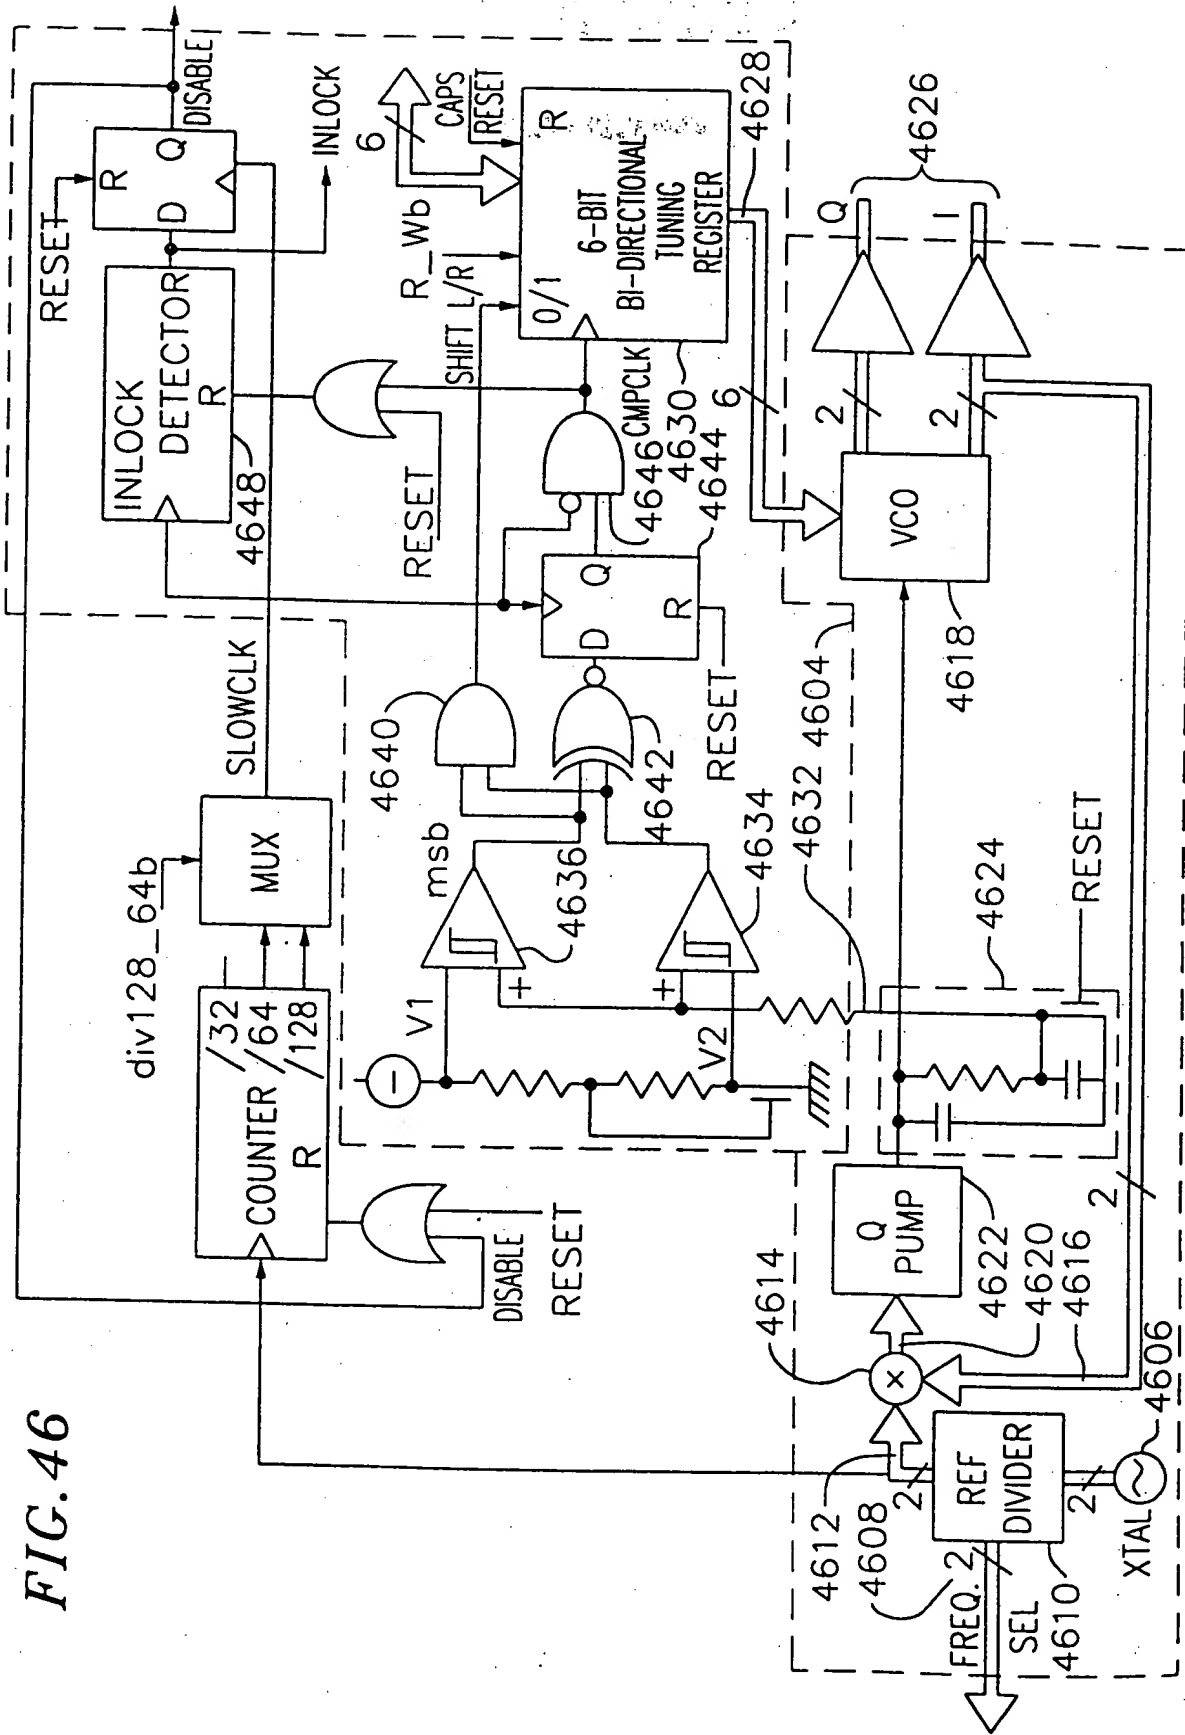 FIG. 46
RESET
DISABLE
R
D
Q
INLOCK
INLOCK
DETECTOR
R
4648
SLOWCLK
div128_64b
MUX
COUNTER
/32
/64
/128
R
DISABLE
RESET
RESET
SHIFT L/R
R_Wb
6
CAPS
RESET
0/1
R
6-BIT
BI-DIRECTIONAL
TUNING
REGISTER
4628
CMPCLK
4630
4646
4644
D
Q
R
RESET
4640
4642
msb
4636
4634
4632
4604
V1
V2
+
+
6
VCO
4618
2
2
Q
I
4626
4624
RESET
Q
PUMP
4622
4620
4616
4614
×
2
4612
4608
2
REF
DIVIDER
2
FREQ.
SEL
2
4610
XTAL
4606